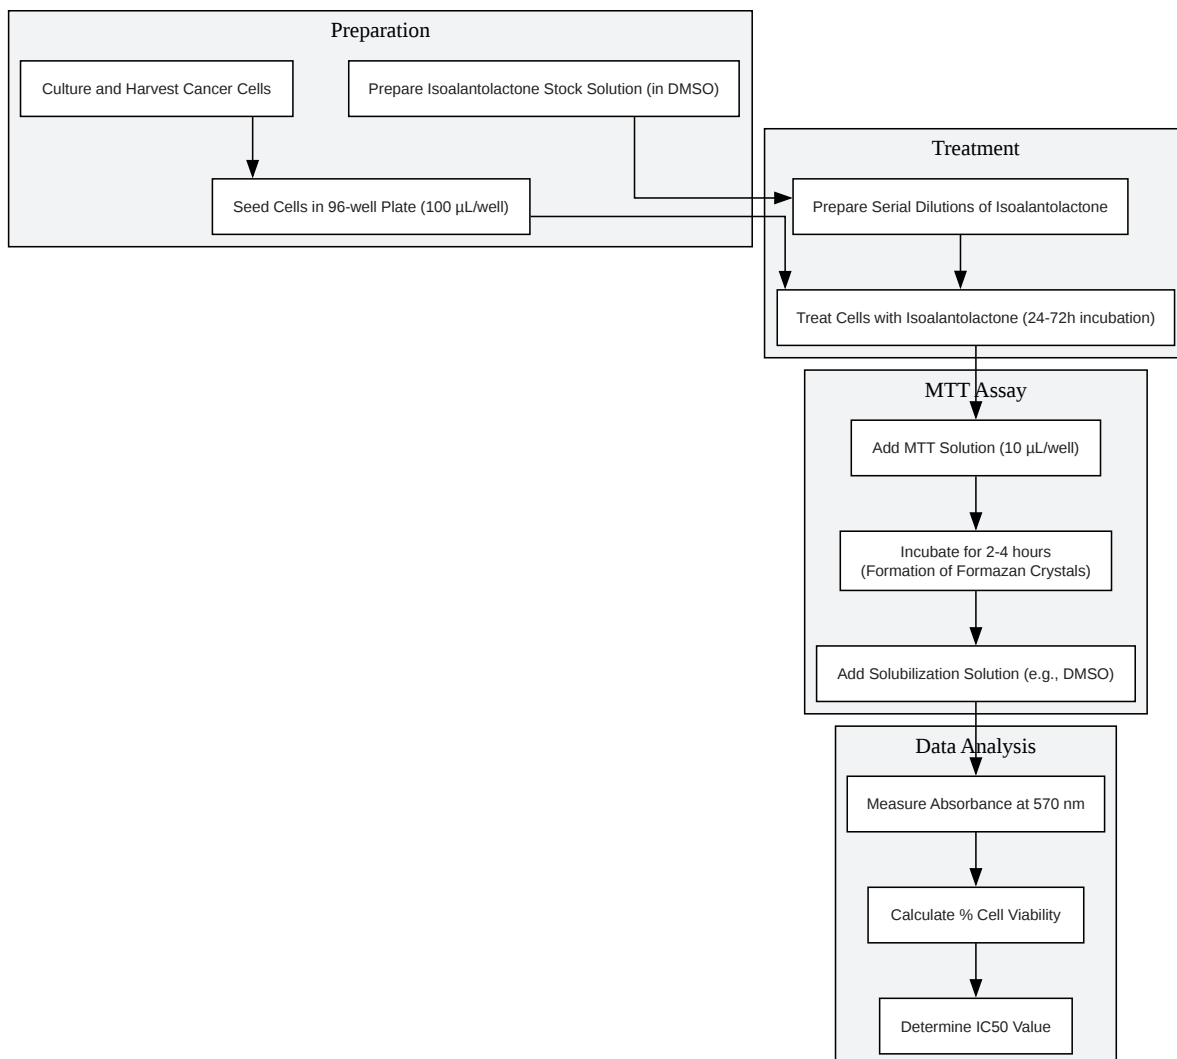 Preparation
Culture and Harvest Cancer Cells
Prepare Isoalantolactone Stock Solution (in DMSO)
Seed Cells in 96-well Plate (100 µL/well)
Treatment
Prepare Serial Dilutions of Isoalantolactone
Treat Cells with Isoalantolactone (24-72h incubation)
MTT Assay
Add MTT Solution (10 µL/well)
Incubate for 2-4 hours
(Formation of Formazan Crystals)
Add Solubilization Solution (e.g., DMSO)
Data Analysis
Measure Absorbance at 570 nm
Calculate % Cell Viability
Determine IC50 Value